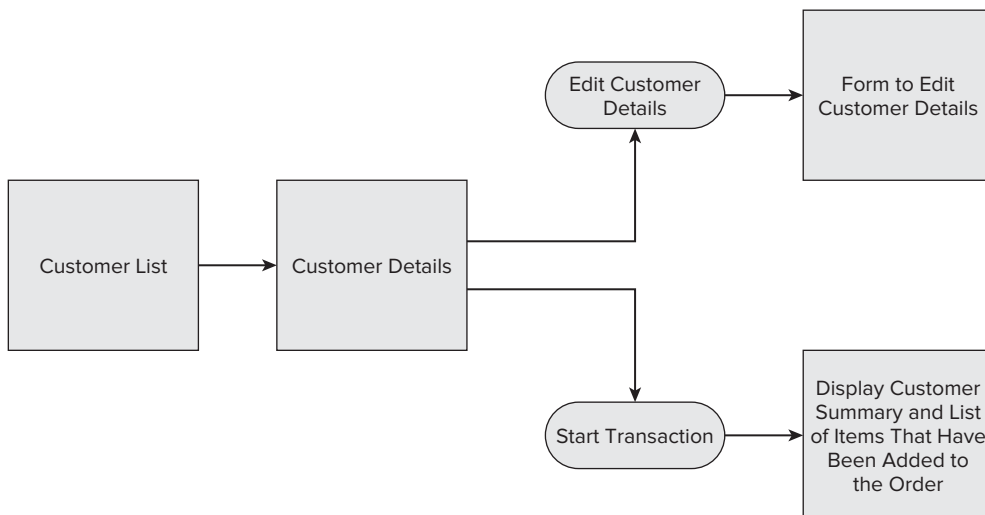 Edit Customer
Details
Form to Edit
Customer Details
Customer List
Customer Details
Start Transaction
Display Customer
Summary and List
of Items That Have
Been Added to
the Order